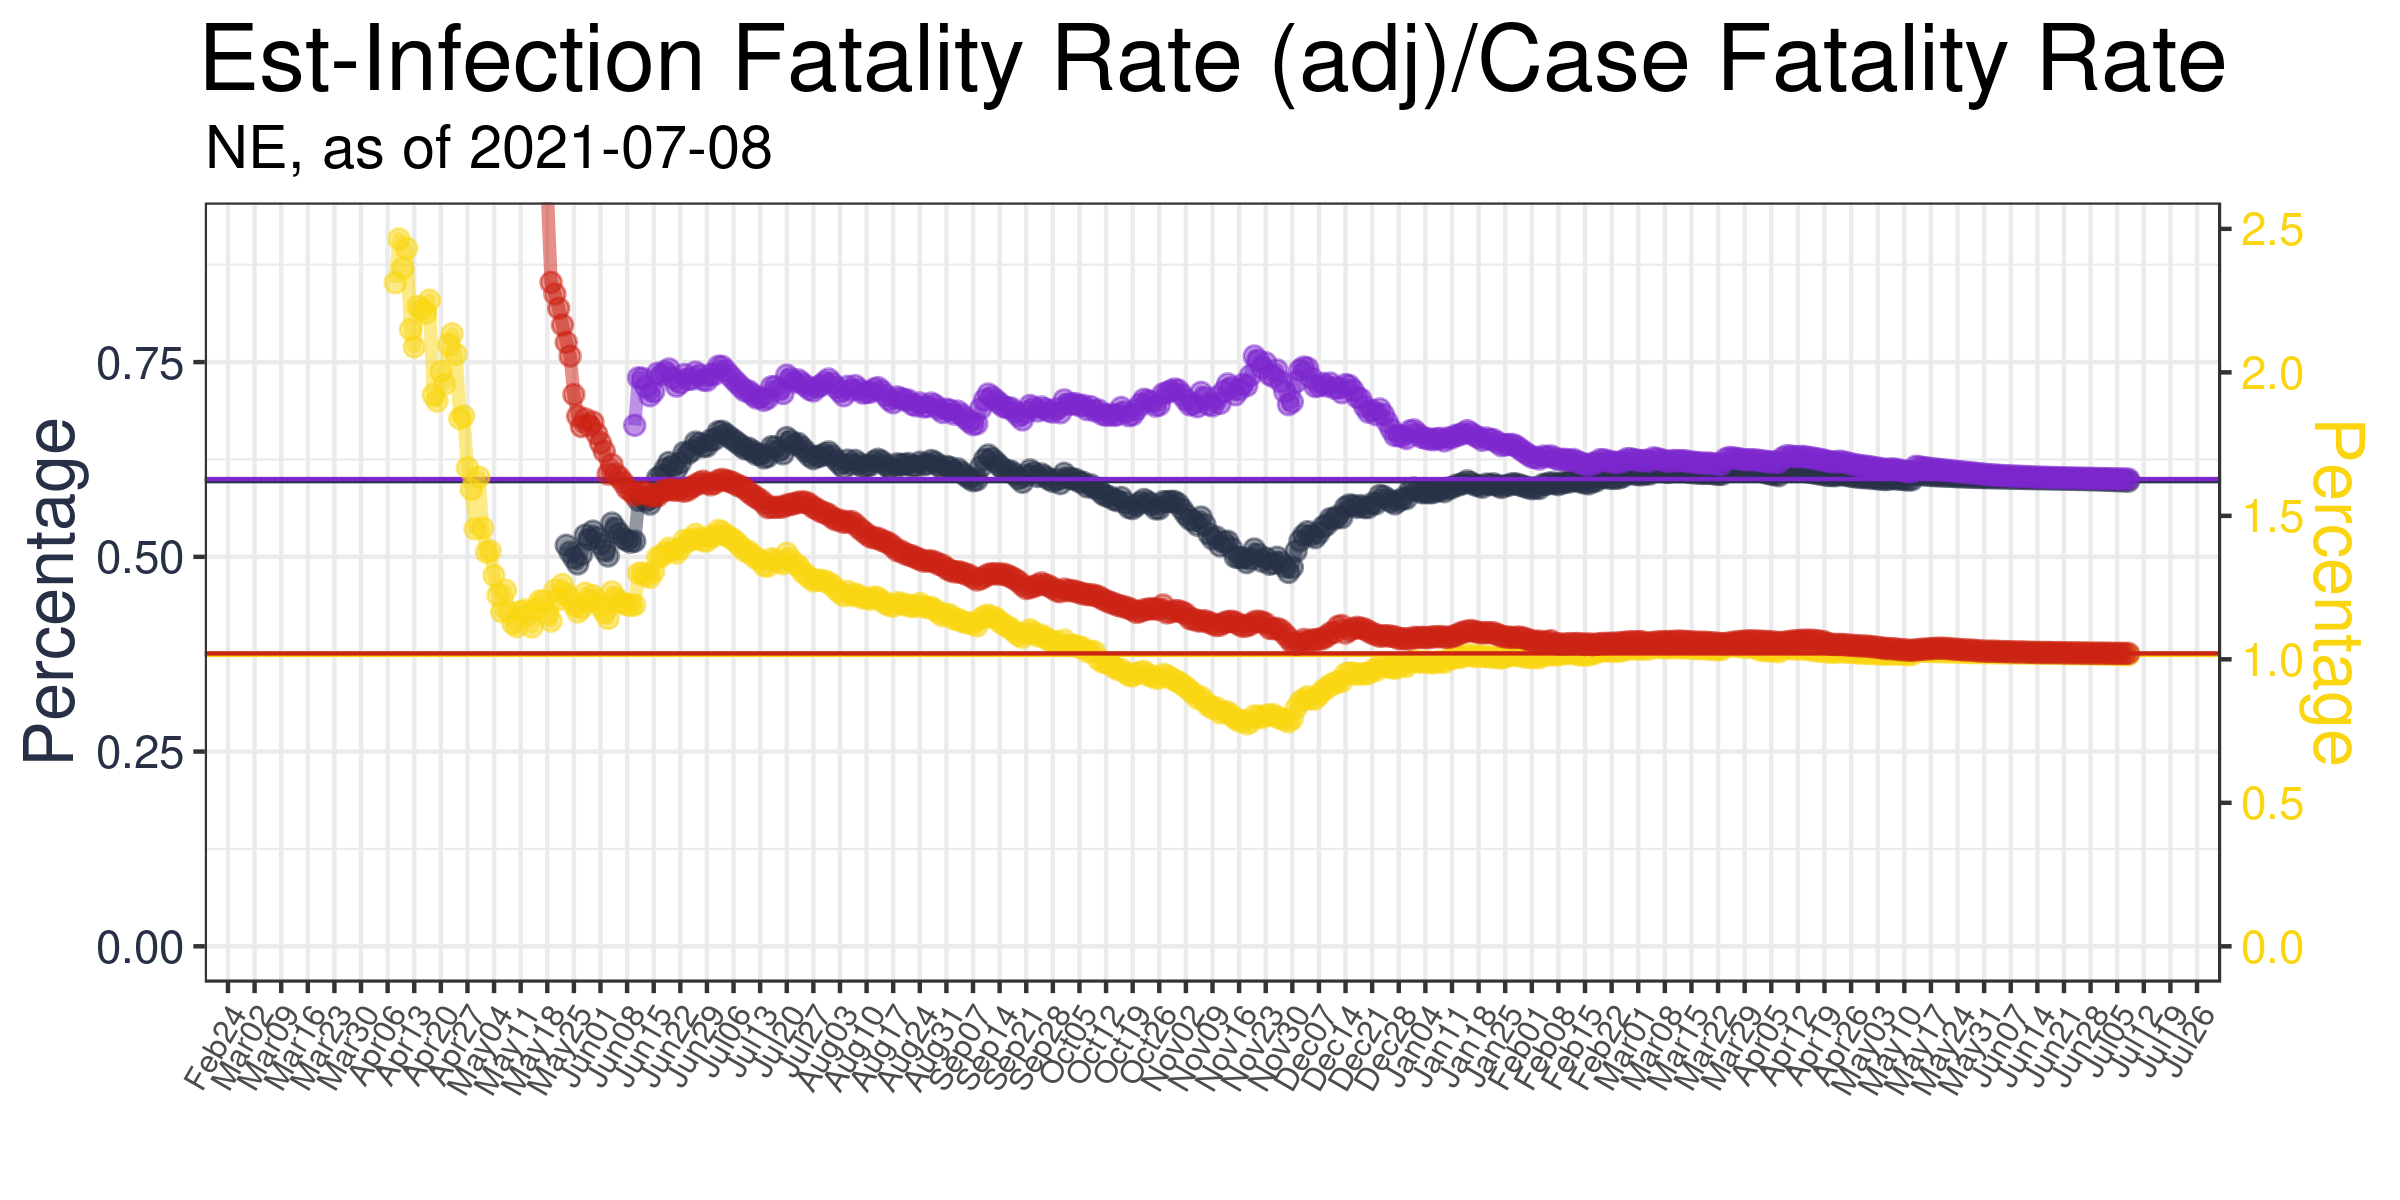 Est-Infection Fatality Rate (adj)/Case Fatality Rate
NE, as of 2021-07-08
Percentage
0.75
0.50
0.25
0.00
2.5
2.0
1.5
1.0
0.5
0.0
Percentage
Feb24
Mar02
Mar09
Mar16
Mar23
Mar30
Apr06
Apr13
Apr20
Apr27
May04
May11
May18
May25
Jun01
Jun08
Jun15
Jun22
Jun29
Jul06
Jul13
Jul20
Jul27
Aug03
Aug10
Aug17
Aug24
Aug31
Sep07
Sep14
Sep21
Sep28
Oct05
Oct12
Oct19
Oct26
Nov02
Nov09
Nov16
Nov23
Nov30
Dec07
Dec14
Dec21
Dec28
Jan04
Jan11
Jan18
Jan25
Feb01
Feb08
Feb15
Feb22
Mar01
Mar08
Mar15
Mar22
Mar29
Apr05
Apr12
Apr19
Apr26
May03
May10
May17
May24
May31
Jun07
Jun14
Jun21
Jun28
Jul05
Jul12
Jul19
Jul26